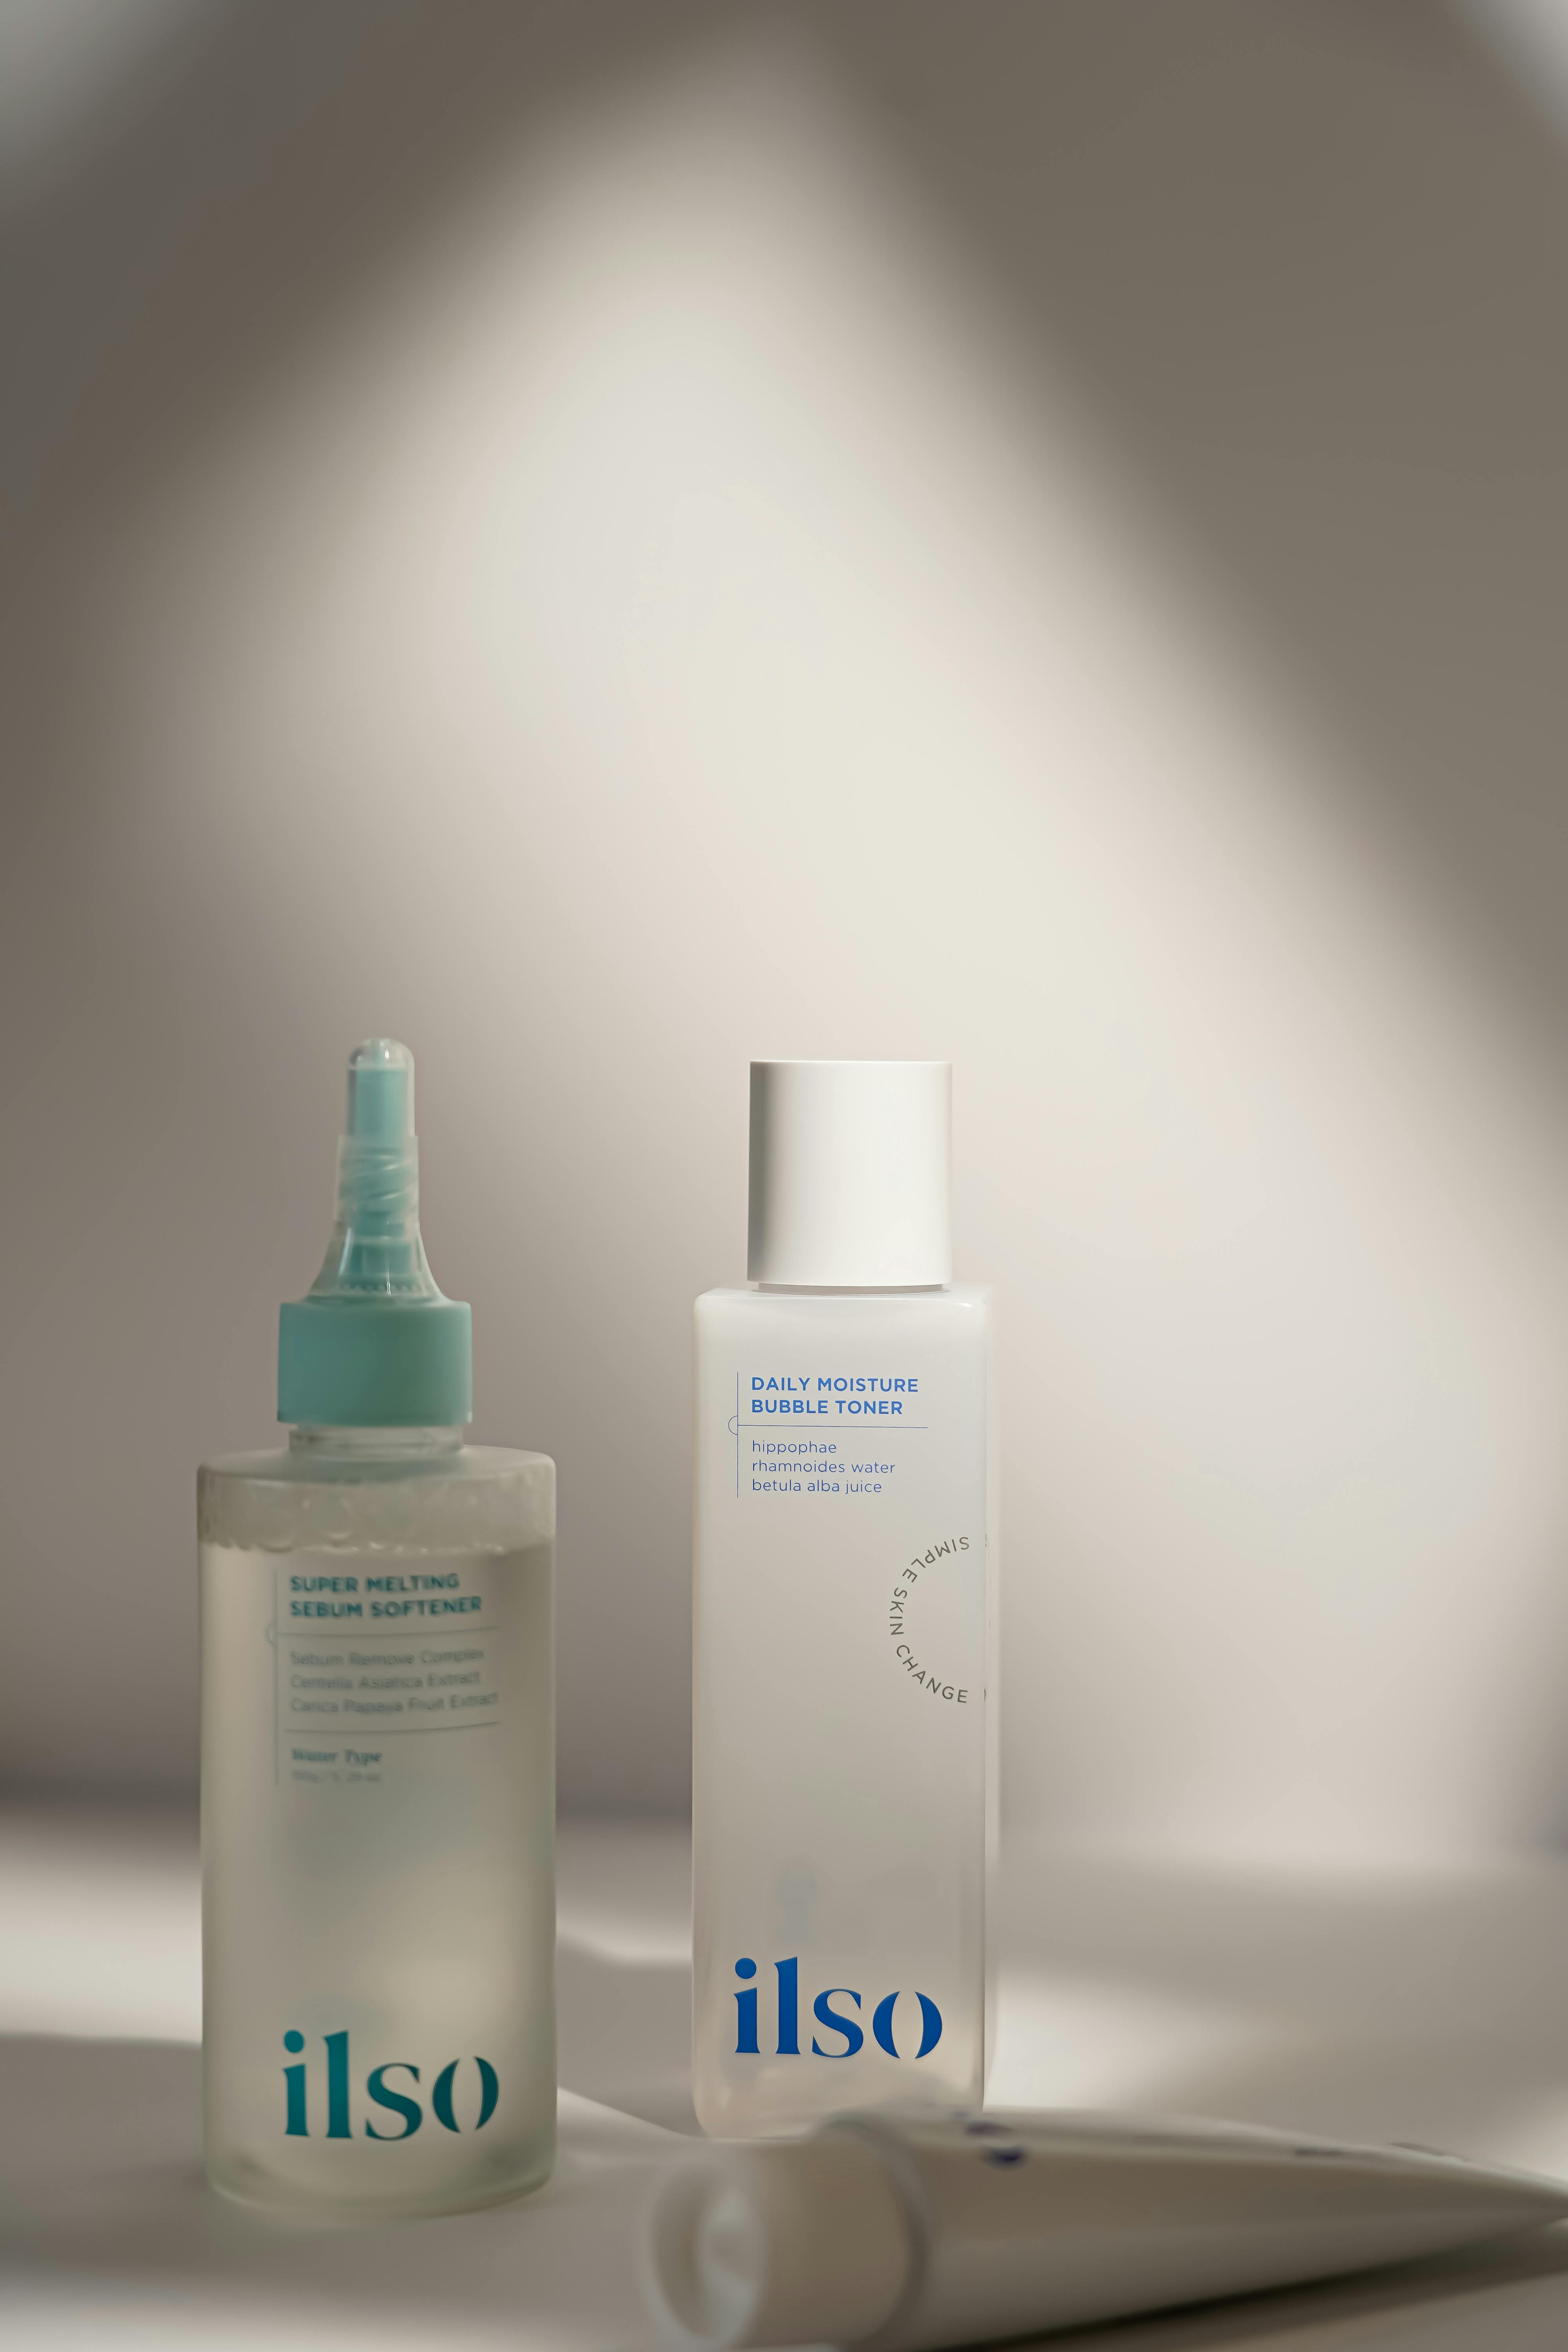 SUPER MELTING
SEBUM SOFTENER
Sebum Remove Complex
Centella Asiatica Extract
Carica Papaya Fruit Extract
Water Type
ilso
DAILY MOISTURE
BUBBLE TONER
hippophae
rhamnoides water
betula alba juice
SIMPLE SKIN CHANGE
ilso